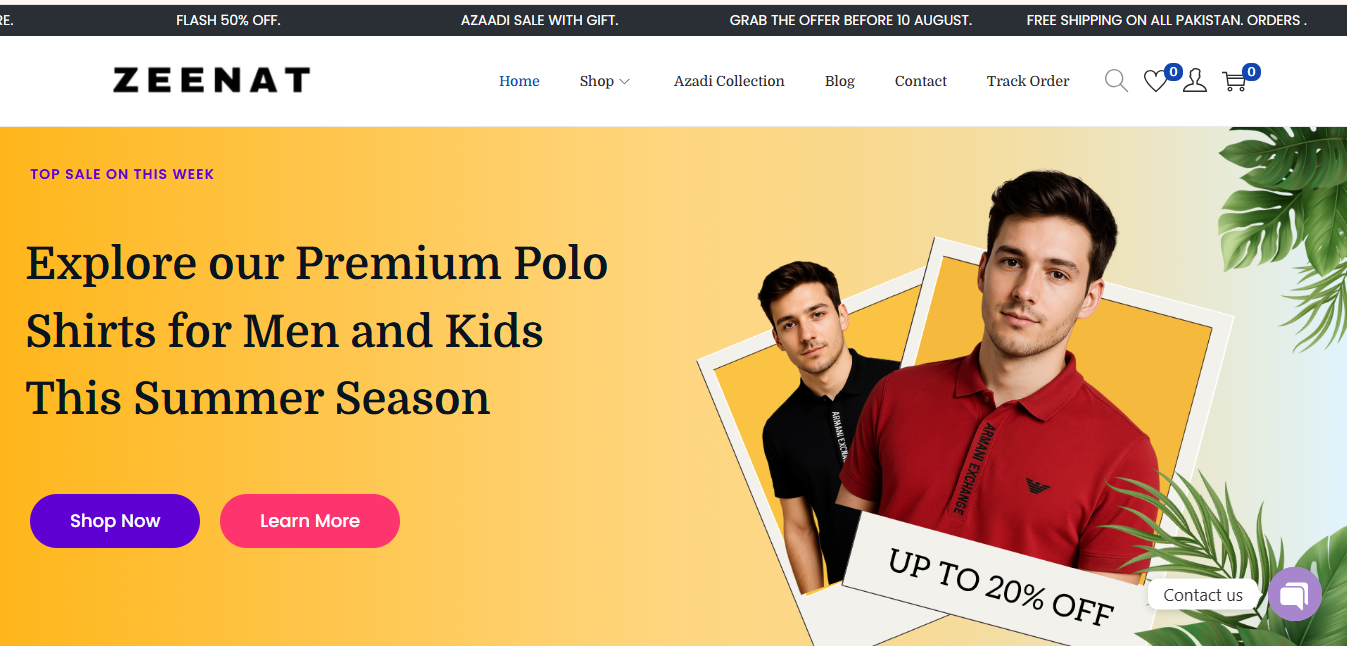 RE.
FLASH 50% OFF.
AZAADI SALE WITH GIFT.
GRAB THE OFFER BEFORE 10 AUGUST.
FREE SHIPPING ON ALL PAKISTAN. ORDERS .
ZEENAT
Home
Shop
Azadi Collection
Blog
Contact
Track Order
0
0
TOP SALE ON THIS WEEK
Explore our Premium Polo
Shirts for Men and Kids
This Summer Season
Shop Now
Learn More
ARMANI EXCHA
ARMANI EXCHANGE
UP TO 20% OFF
Contact us